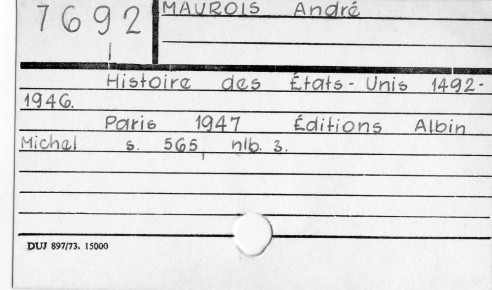 7692
MAUROIS André
Histoire des États-Unis 1492-
1946.
Paris 1947 Éditions Albin
Michel s. 565, nlb. 3.
DUJ 897/73. 15000